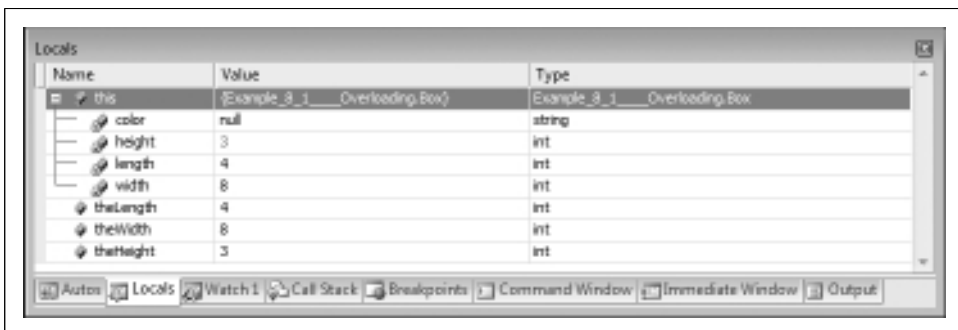 Locals
Name Value Type
this {Example_8_1____Overloading.Box} Example_8_1____Overloading.Box
color null string
height 3 int
length 4 int
width 8 int
theLength 4 int
theWidth 8 int
theHeight 3 int
Autos Locals Watch 1 Call Stack Breakpoints Command Window Immediate Window Output